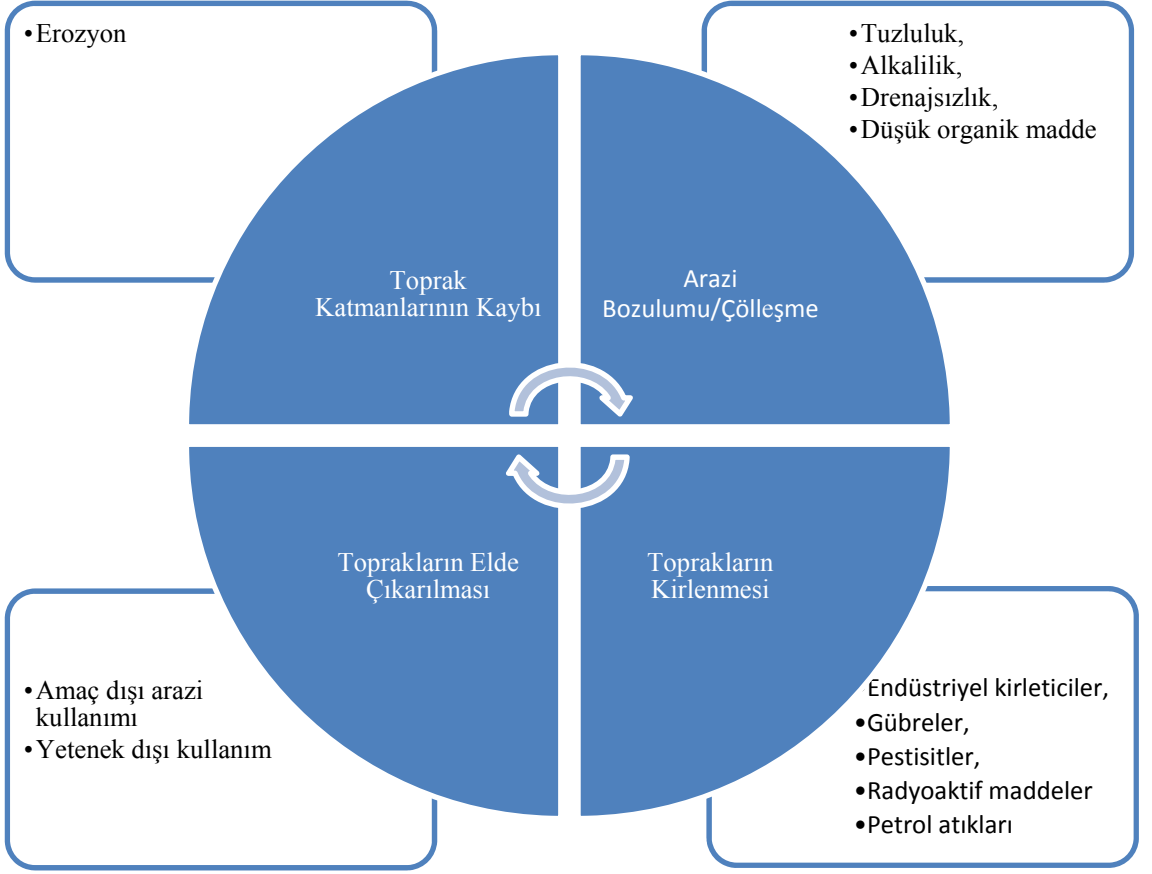 •Erozyon
•Tuzluluk,
•Alkalilik,
•Drenajsızlık,
•Düşük organik madde
Toprak
Katmanlarının Kaybı
Arazi
Bozulumu/Çölleşme
Toprakların Elde
Çıkarılması
Toprakların
Kirlenmesi
•Amaç dışı arazi
kullanımı
•Yetenek dışı kullanım
Endüstriyel kirleticiler,
•Gübreler,
•Pestisitler,
•Radyoaktif maddeler
•Petrol atıkları